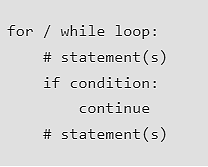 for / while loop:
    # statement(s)
    if condition:
        continue
    # statement(s)